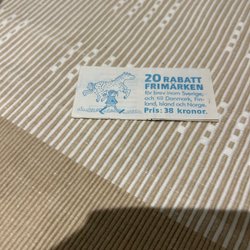 20 RABATT
FRIMÄRKEN
för brev inom Sverige,
och till Danmark, Fin-
land, Island och Norge.
Pris: 38 kronor.